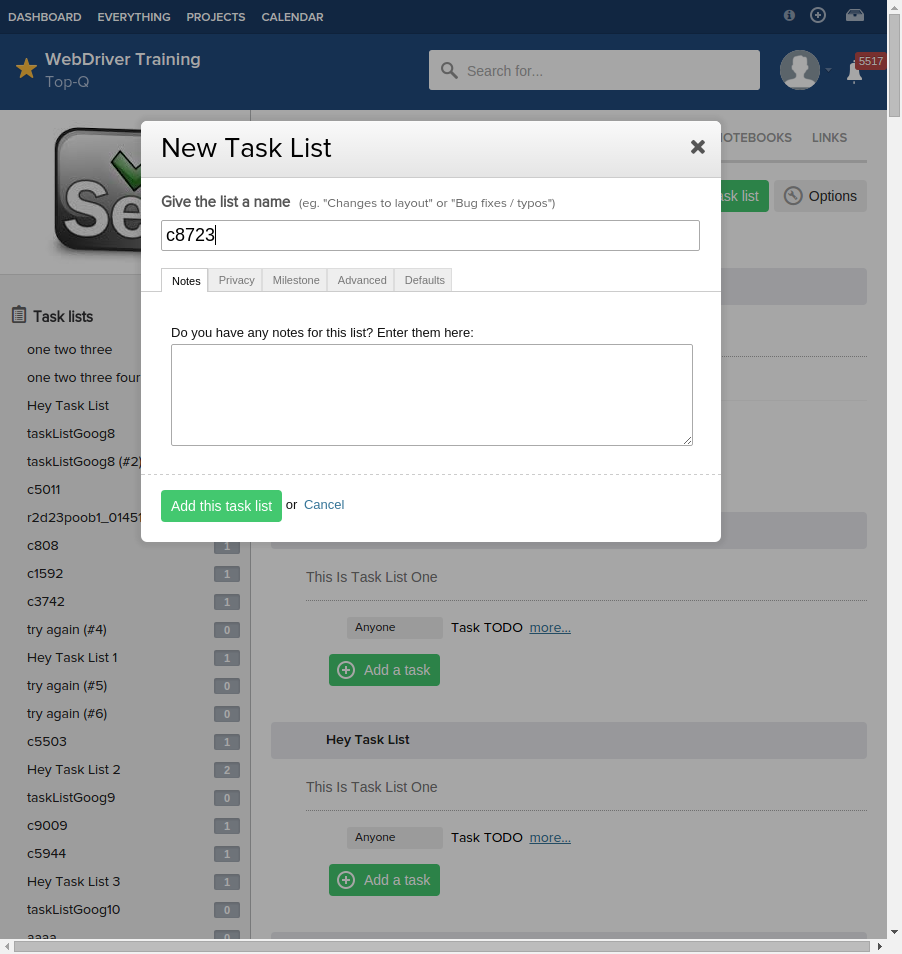 DASHBOARD EVERYTHING PROJECTS CALENDAR
WebDriver Training
Top-Q
Search for...
5517
Se
NOTEBOOKS LINKS
New Task List
task list
Options
Give the list a name (eg. "Changes to layout" or "Bug fixes / typos")
c8723
Notes Privacy Milestone Advanced Defaults
Do you have any notes for this list? Enter them here:
Add this task list or Cancel
Task lists
one two three
one two three four
Hey Task List
taskListGoog8
taskListGoog8 (#2)
c5011
r2d23poob1_01451
c808 1
c1592 1
c3742 1
try again (#4) 0
Hey Task List 1 1
try again (#5) 0
try again (#6) 0
c5503 1
Hey Task List 2 2
taskListGoog9 0
c9009 1
c5944 1
Hey Task List 3 1
taskListGoog10 0
aaaa 0
This Is Task List One
Anyone Task TODO more...
Add a task
Hey Task List
This Is Task List One
Anyone Task TODO more...
Add a task